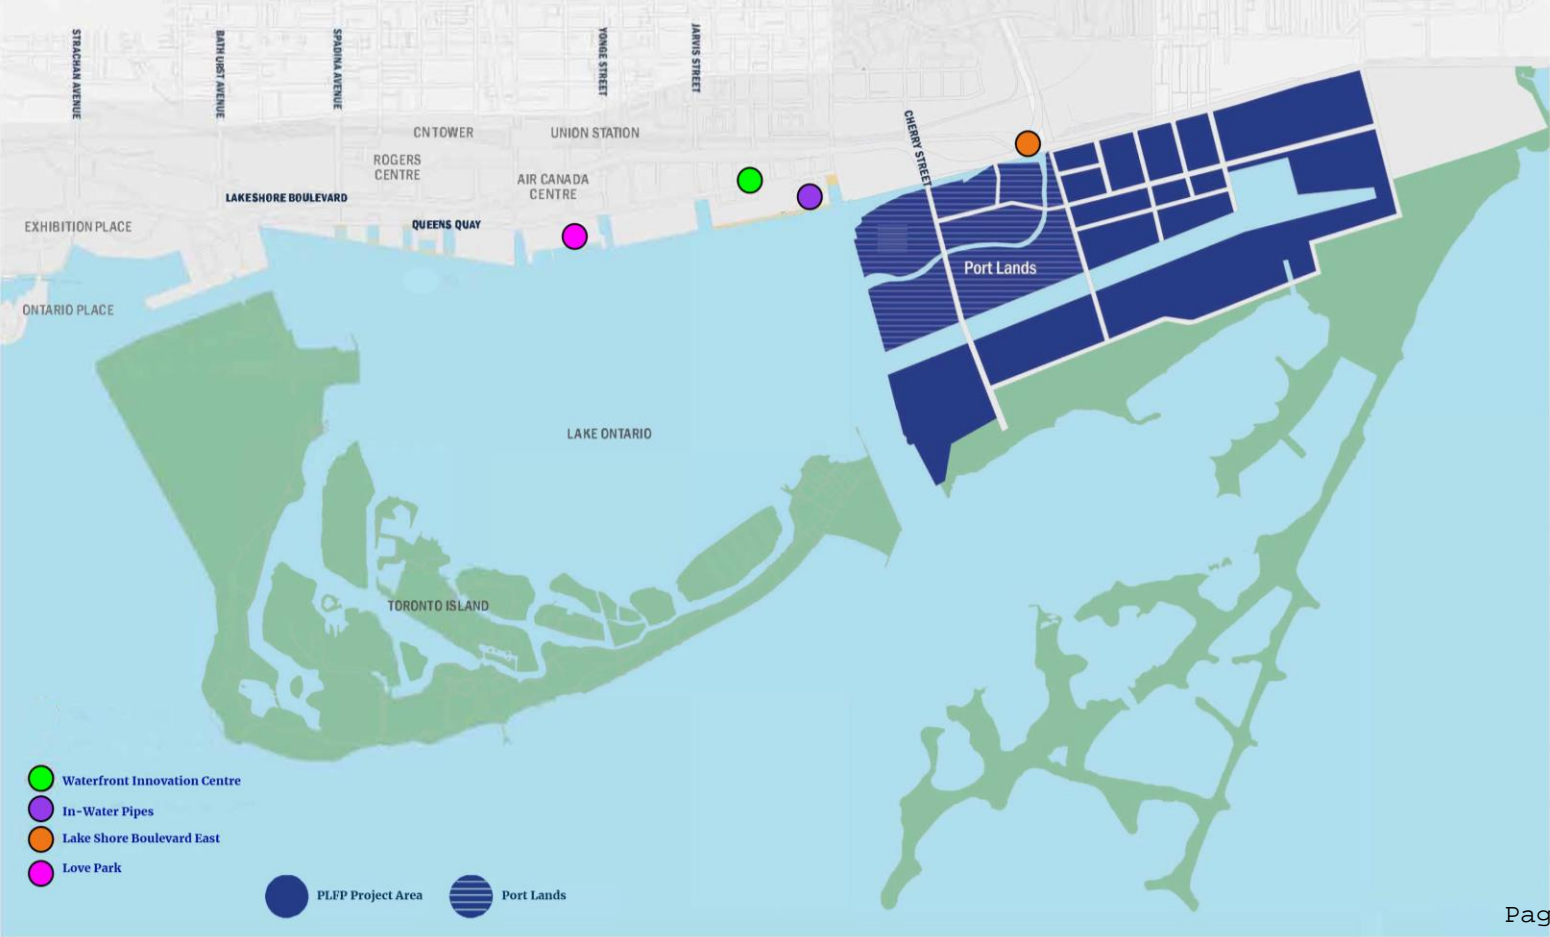 STRACHAN AVENUE
BATHURST AVENUE
SPADINA AVENUE
YONGE STREET
JARVIS STREET
CHERRY STREET
CN TOWER
UNION STATION
ROGERS
CENTRE
AIR CANADA
CENTRE
LAKESHORE BOULEVARD
QUEENS QUAY
EXHIBITION PLACE
ONTARIO PLACE
Port Lands
LAKE ONTARIO
TORONTO ISLAND
Waterfront Innovation Centre
In-Water Pipes
Lake Shore Boulevard East
Love Park
PLFP Project Area
Port Lands
Pag